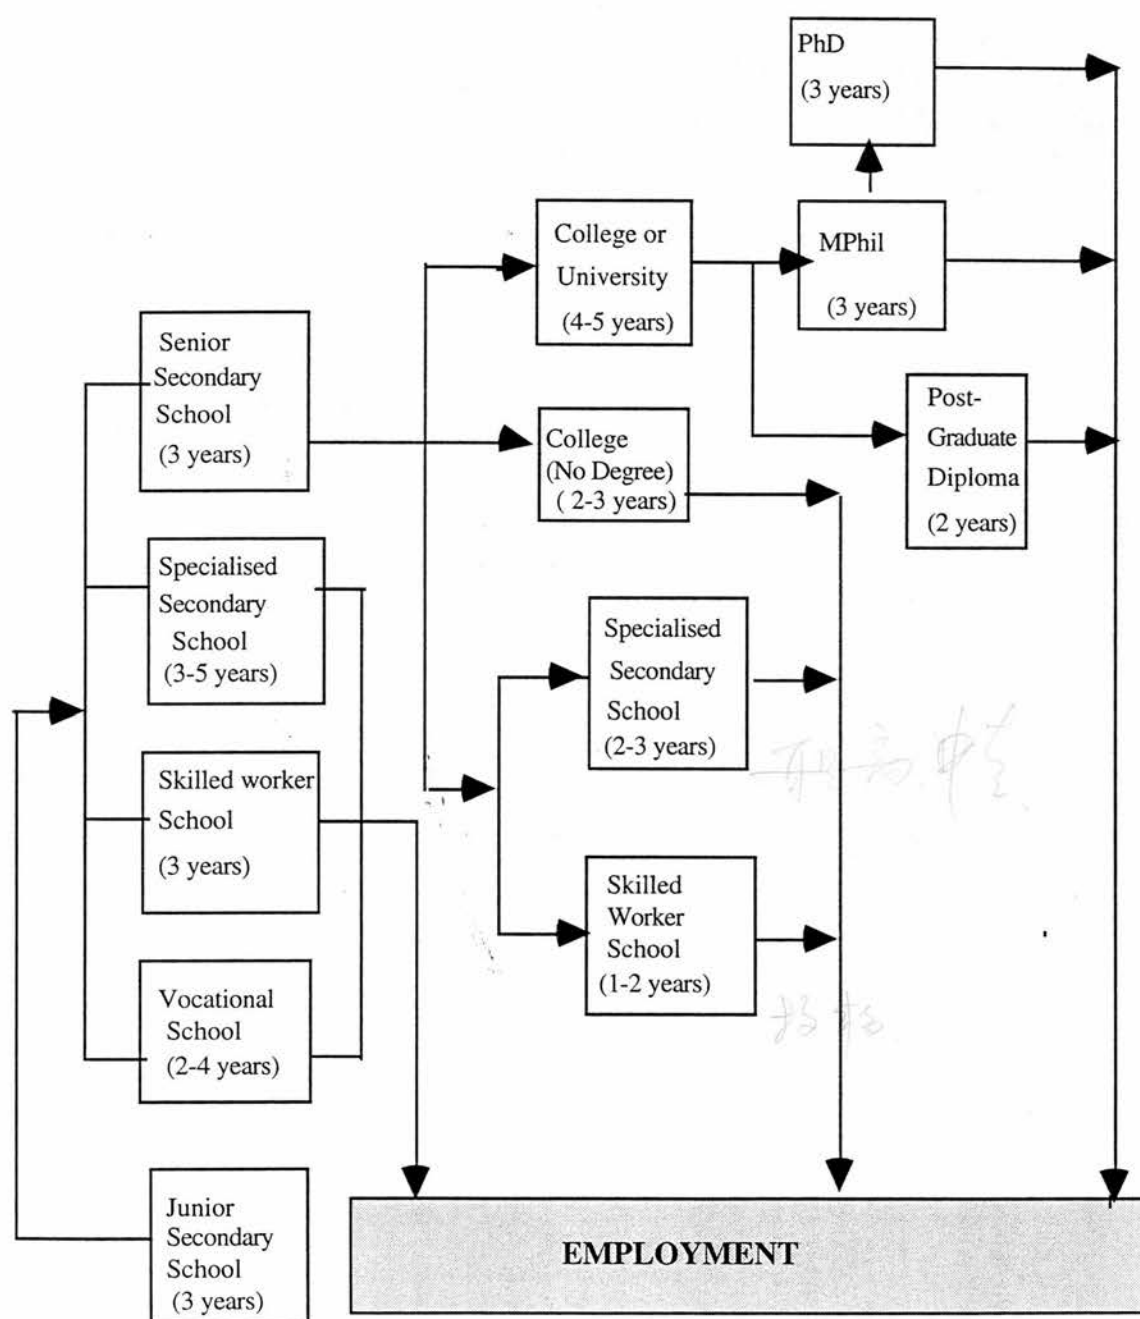 PhD
(3 years)
College or
University
(4-5 years)
MPhil
(3 years)
Senior
Secondary
School
(3 years)
College
(No Degree)
( 2-3 years)
Post-
Graduate
Diploma
(2 years)
Specialised
Secondary
School
(3-5 years)
Specialised
Secondary
School
(2-3 years)
Skilled worker
School
(3 years)
Skilled
Worker
School
(1-2 years)
Vocational
School
(2-4 years)
Junior
Secondary
School
(3 years)
EMPLOYMENT